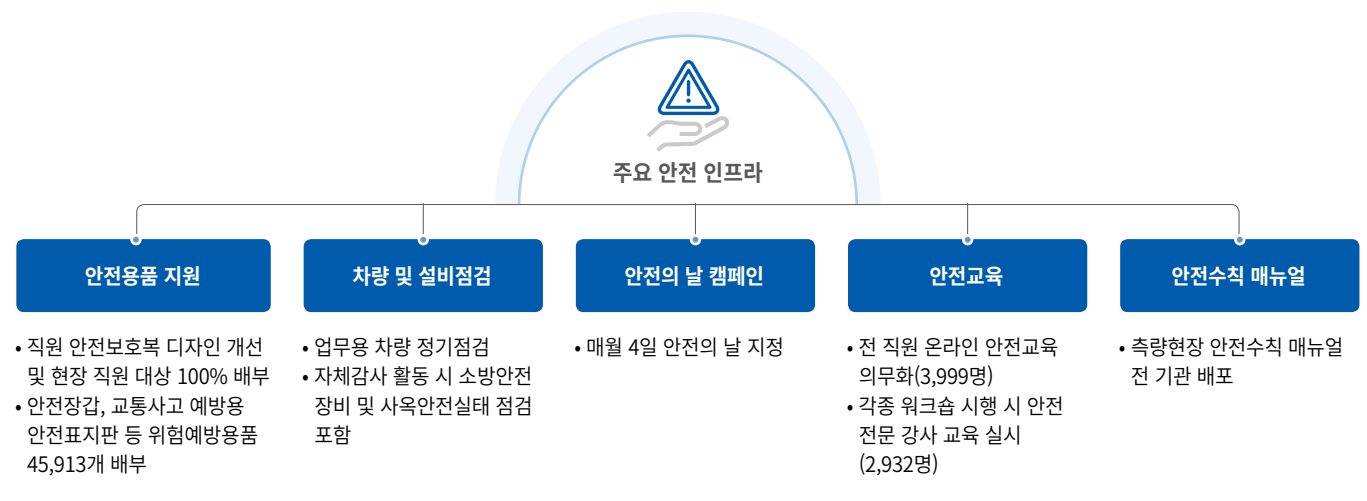 주요 안전 인프라
안전용품 지원
• 직원 안전보호복 디자인 개선
및 현장 직원 대상 100% 배부
• 안전장갑, 교통사고 예방용
안전표지판 등 위험예방용품
45,913개 배부
차량 및 설비점검
• 업무용 차량 정기점검
• 자체감사 활동 시 소방안전
장비 및 사옥안전실태 점검
포함
안전의 날 캠페인
• 매월 4일 안전의 날 지정
안전교육
• 전 직원 온라인 안전교육
의무화(3,999명)
• 각종 워크숍 시행 시 안전
전문 강사 교육 실시
(2,932명)
안전수칙 매뉴얼
• 측량현장 안전수칙 매뉴얼
전 기관 배포